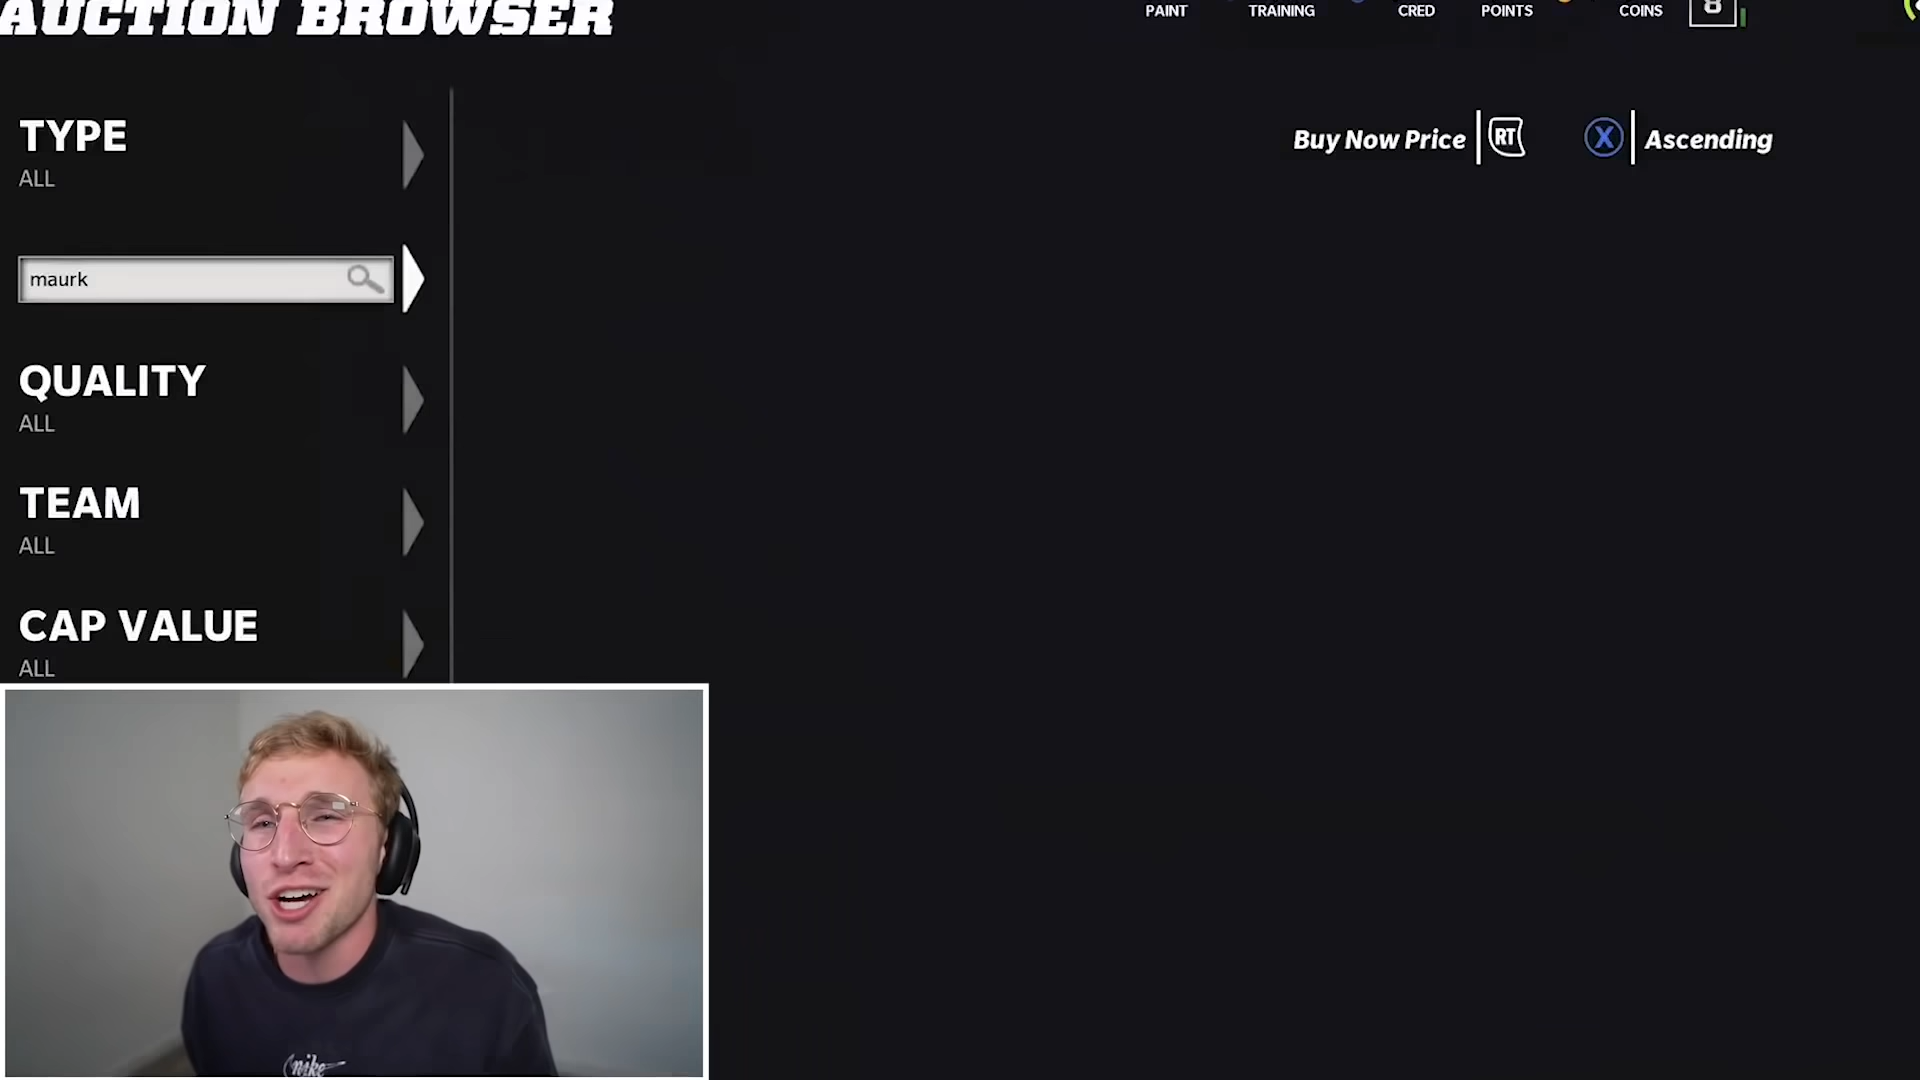 AUCTION BROWSER
PAINT
TRAINING
CRED
POINTS
COINS
8
TYPE
ALL
Buy Now Price
RT
X
Ascending
maurk
QUALITY
ALL
TEAM
ALL
CAP VALUE
ALL
nike